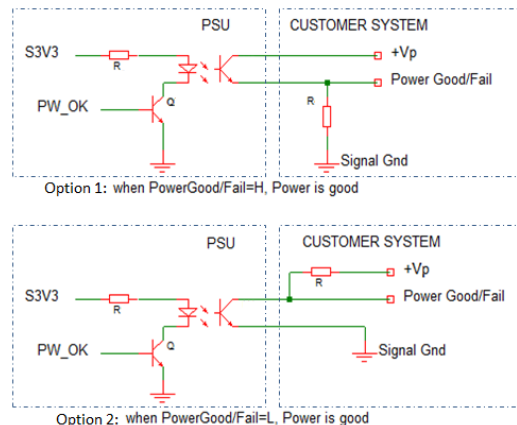 PSU
CUSTOMER SYSTEM
S3V3
R
+Vp
Power Good/Fail
PW_OK
Q
R
Signal Gnd
Option 1: when PowerGood/Fail=H, Power is good
PSU
CUSTOMER SYSTEM
+Vp
R
S3V3
R
Power Good/Fail
PW_OK
Q
Signal Gnd
Option 2: when PowerGood/Fail=L, Power is good